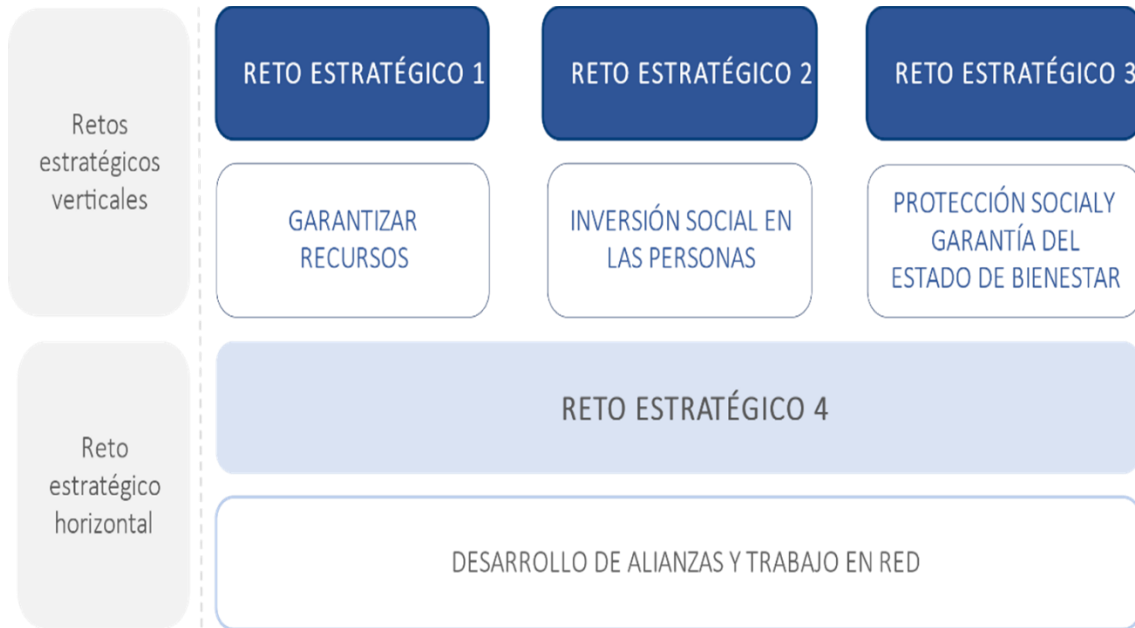 Retos
estratégicos
verticales
RETO ESTRATÉGICO 1
RETO ESTRATÉGICO 2
RETO ESTRATÉGICO 3
GARANTIZAR
RECURSOS
INVERSIÓN SOCIAL EN
LAS PERSONAS
PROTECCIÓN SOCIALY
GARANTÍA DEL
ESTADO DE BIENESTAR
Reto
estratégico
horizontal
RETO ESTRATÉGICO 4
DESARROLLO DE ALIANZAS Y TRABAJO EN RED